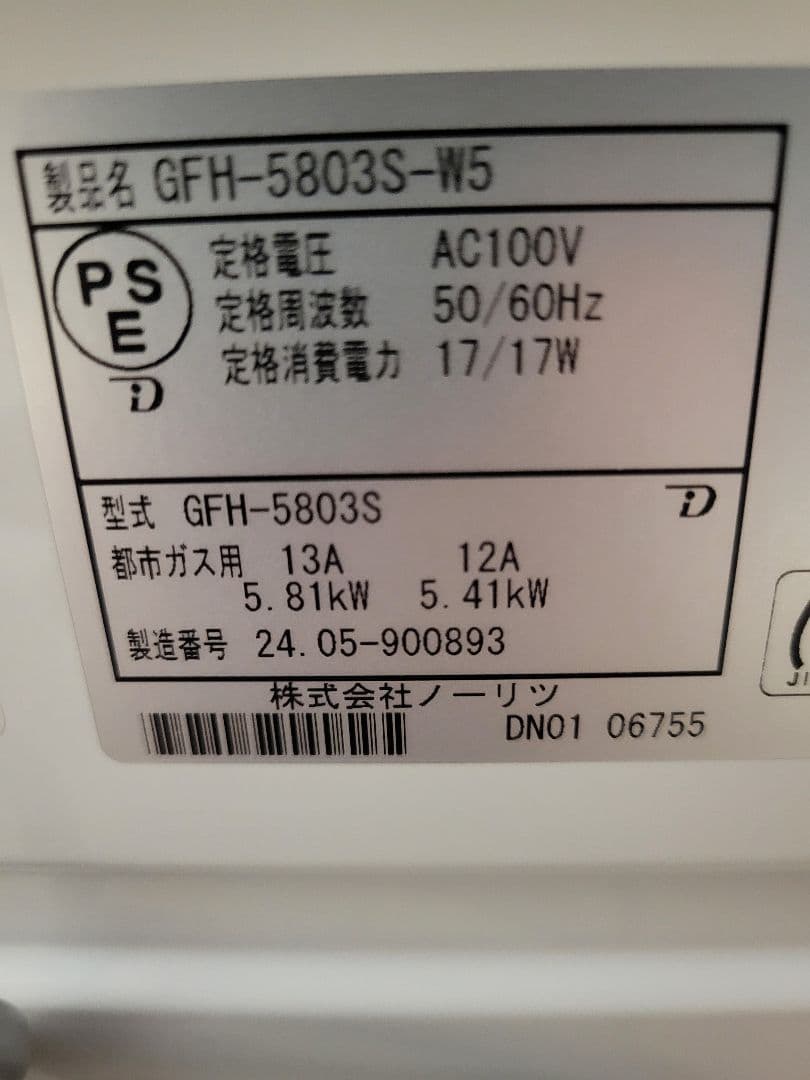 製品名 GFH-5803S-W5
PSE
定格電圧 AC100V
定格周波数 50/60Hz
定格消費電力 17/17W
型式 GFH-5803S
都市ガス用 13A 12A
5.81kW 5.41kW
製造番号 24.05-900893
株式会社ノーリツ
DN01 06755